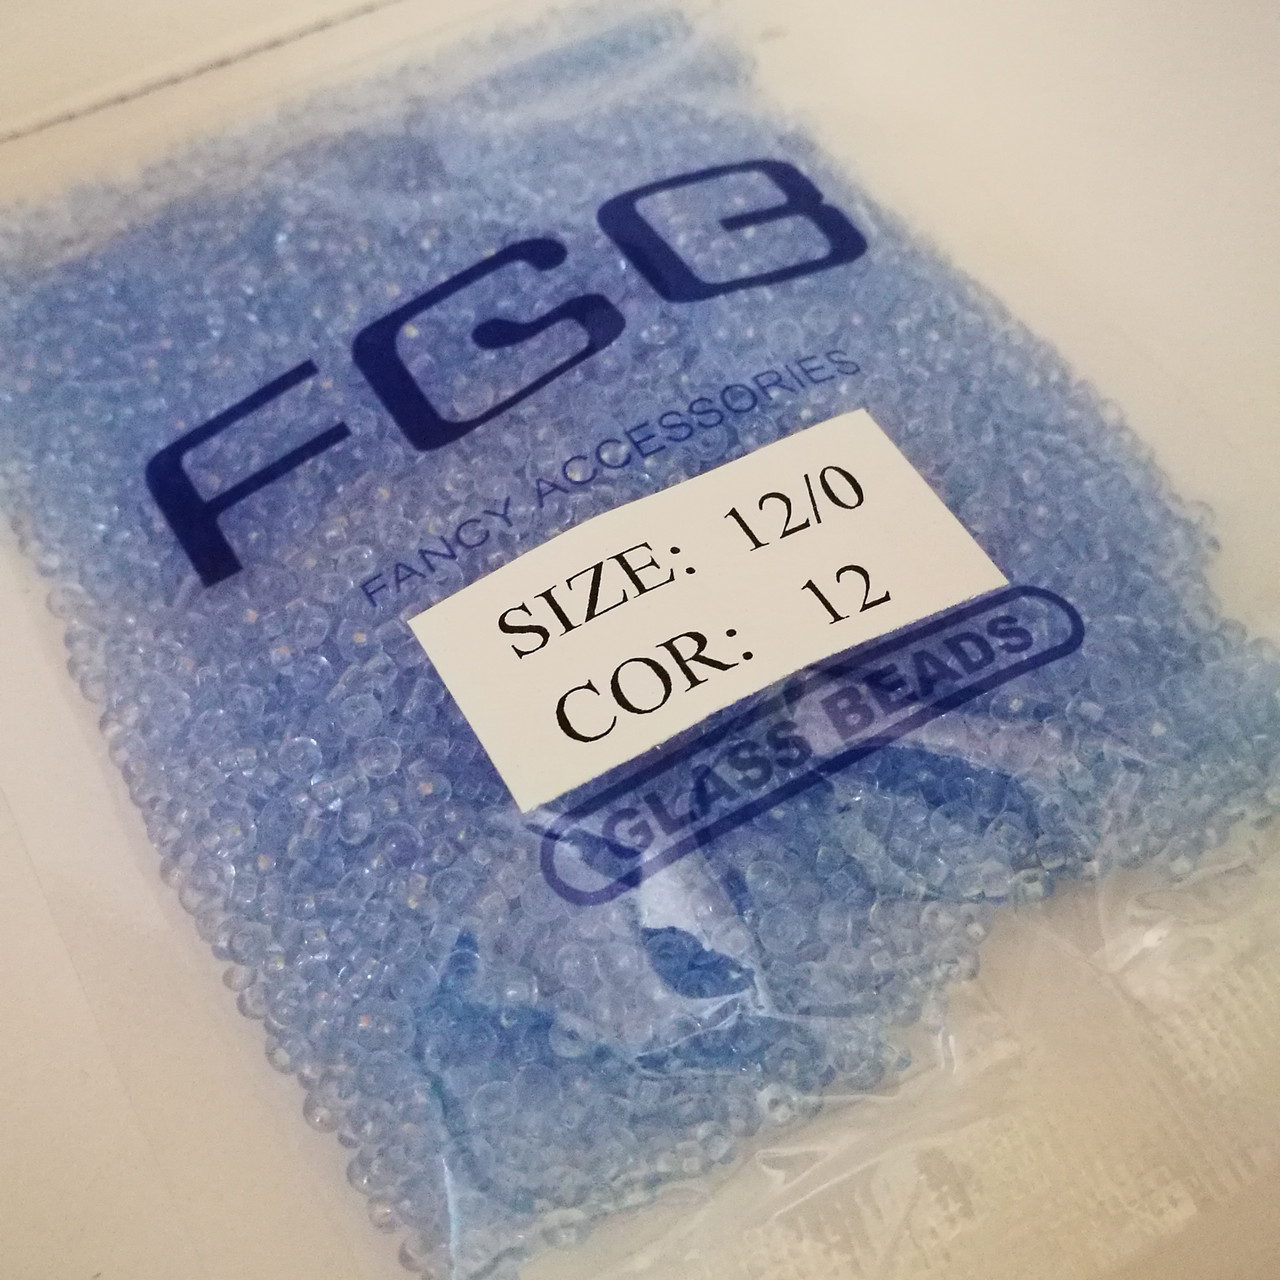 FGB
FANCY ACCESSORIES
SIZE: 12/0
COR: 12
GLASS BEADS